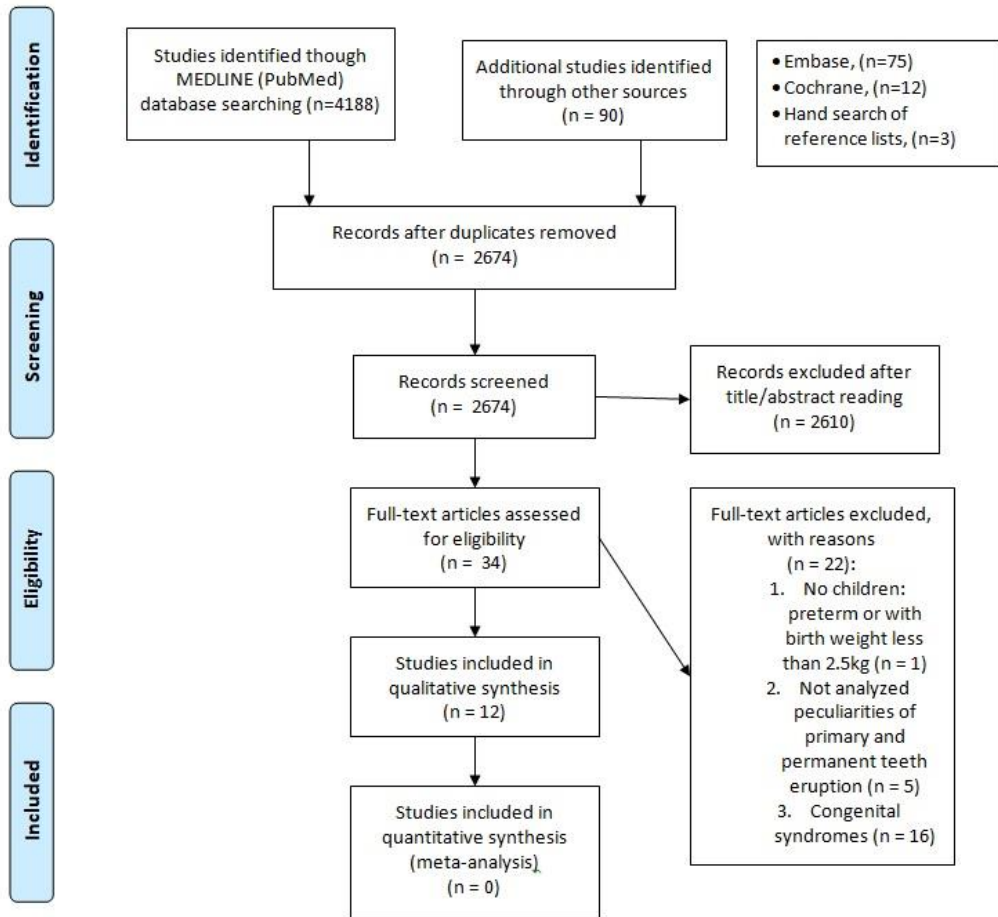 Identification
Studies identified though
MEDLINE (PubMed)
database searching (n=4188)
Additional studies identified
through other sources
(n = 90)
• Embase, (n=75)
• Cochrane, (n=12)
• Hand search of
reference lists, (n=3)
Records after duplicates removed
(n = 2674)
Screening
Records screened
(n = 2674)
Records excluded after
title/abstract reading
(n = 2610)
Eligibility
Full-text articles assessed
for eligibility
(n = 34)
Full-text articles excluded,
with reasons
(n = 22):
1. No children:
preterm or with
birth weight less
than 2.5kg (n = 1)
2. Not analyzed
peculiarities of
primary and
permanent teeth
eruption (n = 5)
3. Congenital
syndromes (n = 16)
Studies included in
qualitative synthesis
(n = 12)
Included
Studies included in
quantitative synthesis
(meta-analysis)
(n = 0)